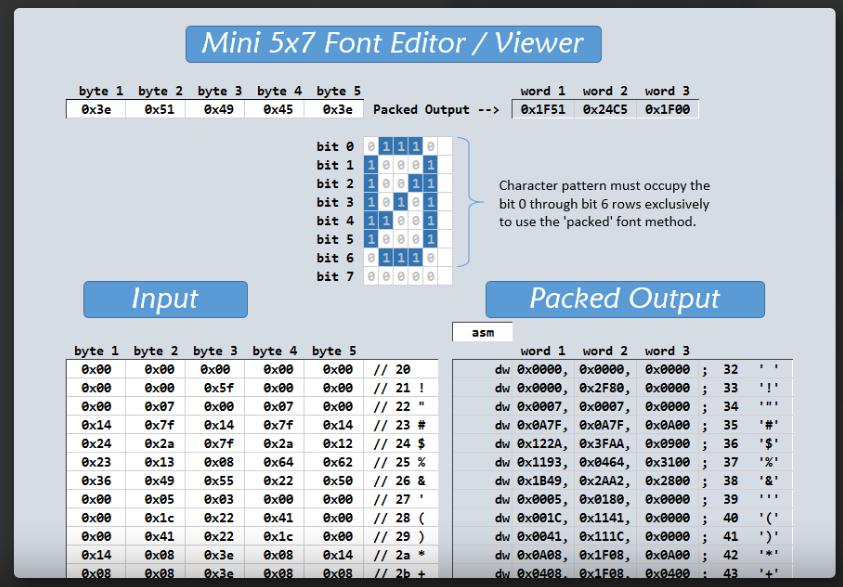 Mini 5x7 Font Editor / Viewer
byte 1 byte 2 byte 3 byte 4 byte 5 word 1 word 2 word 3
0x3e 0x51 0x49 0x45 0x3e Packed Output --> 0x1F51 0x24C5 0x1F00
bit 0 0 1 1 1 0
bit 1 1 0 0 0 1
bit 2 1 0 0 1 1
bit 3 1 0 1 0 1
bit 4 1 1 0 0 1
bit 5 1 0 0 0 1
bit 6 0 1 1 1 0
bit 7 0 0 0 0 0
Character pattern must occupy the
bit 0 through bit 6 rows exclusively
to use the 'packed' font method.
Input
byte 1 byte 2 byte 3 byte 4 byte 5
0x00 0x00 0x00 0x00 0x00 // 20
0x00 0x00 0x5f 0x00 0x00 // 21 !
0x00 0x07 0x00 0x07 0x00 // 22 "
0x14 0x7f 0x14 0x7f 0x14 // 23 #
0x24 0x2a 0x7f 0x2a 0x12 // 24 $
0x23 0x13 0x08 0x64 0x62 // 25 %
0x36 0x49 0x55 0x22 0x50 // 26 &
0x00 0x05 0x03 0x00 0x00 // 27 '
0x00 0x1c 0x22 0x41 0x00 // 28 (
0x00 0x41 0x22 0x1c 0x00 // 29 )
0x14 0x08 0x3e 0x08 0x14 // 2a *
0x08 0x08 0x3e 0x08 0x08 // 2b +
Packed Output
asm
word 1 word 2 word 3
dw 0x0000, 0x0000, 0x0000 ; 32 ' '
dw 0x0000, 0x2F80, 0x0000 ; 33 '!'
dw 0x0007, 0x0007, 0x0000 ; 34 '"'
dw 0x0A7F, 0x0A7F, 0x0A00 ; 35 '#'
dw 0x122A, 0x3FAA, 0x0900 ; 36 '$'
dw 0x1193, 0x0464, 0x3100 ; 37 '%'
dw 0x1B49, 0x2AA2, 0x2800 ; 38 '&'
dw 0x0005, 0x0180, 0x0000 ; 39 '''
dw 0x001C, 0x1141, 0x0000 ; 40 '('
dw 0x0041, 0x111C, 0x0000 ; 41 ')'
dw 0x0A08, 0x1F08, 0x0A00 ; 42 '*'
dw 0x0408, 0x1F08, 0x0400 ; 43 '+'